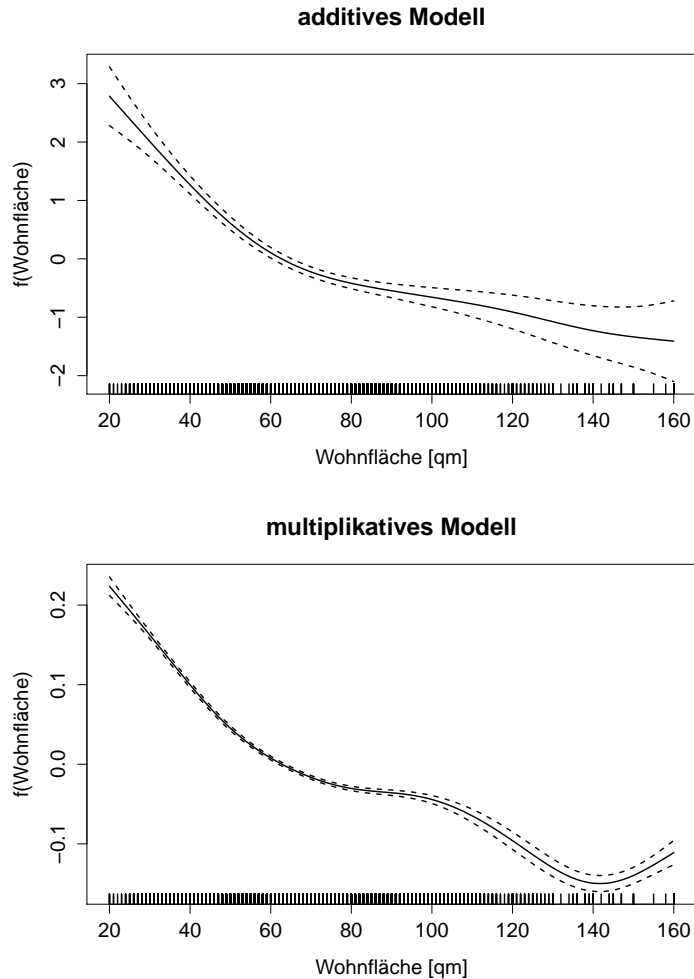 additives Modell
f(Wohnfläche)
3
2
1
0
−1
−2
20 40 60 80 100 120 140 160
Wohnfläche [qm]
multiplikatives Modell
f(Wohnfläche)
0.2
0.1
0.0
−0.1
20 40 60 80 100 120 140 160
Wohnfläche [qm]